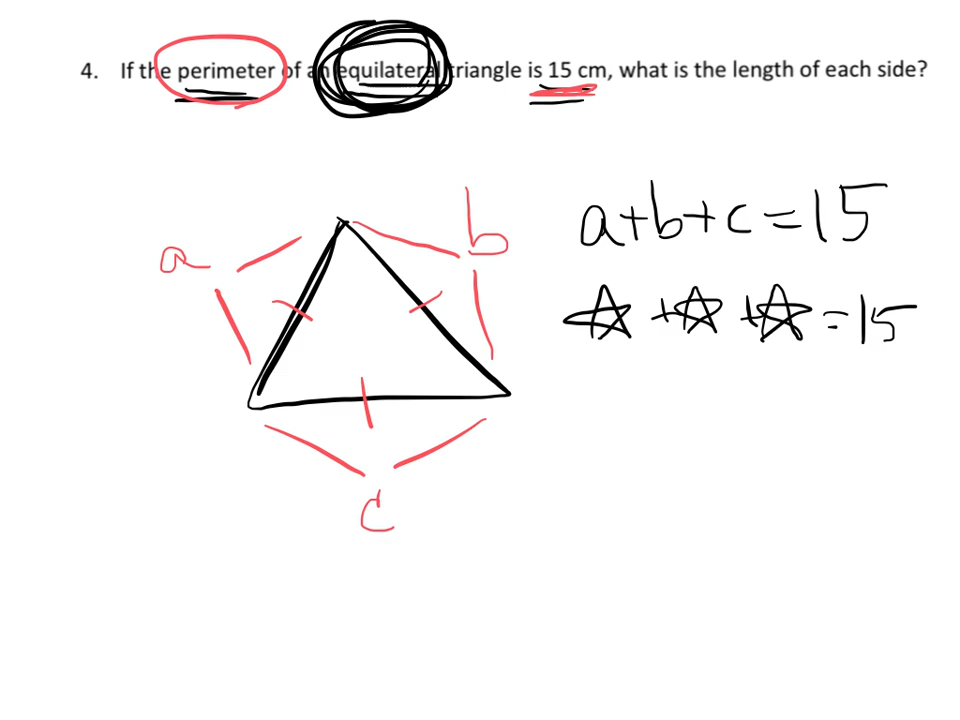 4. If the perimeter of an equilateral triangle is 15 cm, what is the length of each side?
a
b
a+b+c=15
☆+☆+☆=15
c